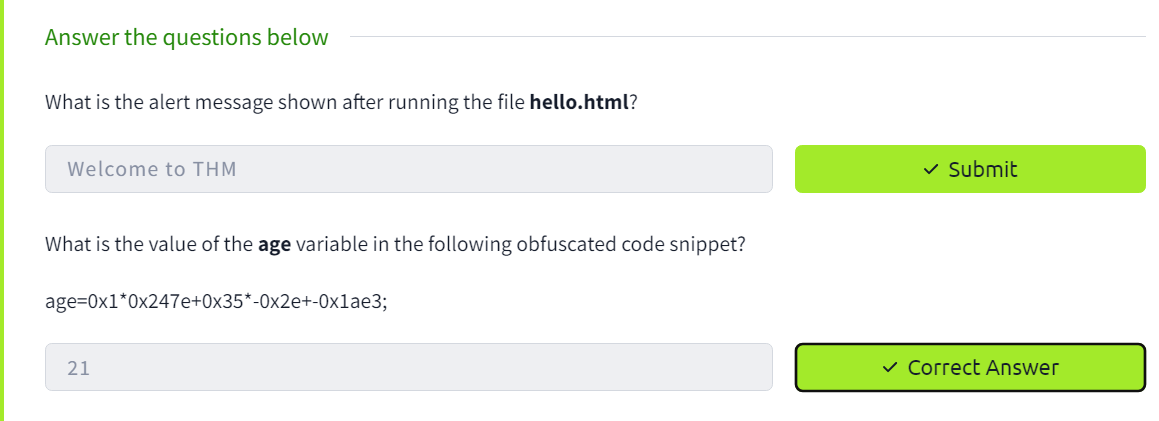 Answer the questions below
What is the alert message shown after running the file hello.html?
Welcome to THM
Submit
What is the value of the age variable in the following obfuscated code snippet?
age=0x1*0x247e+0x35*-0x2e+-0x1ae3;
21
Correct Answer